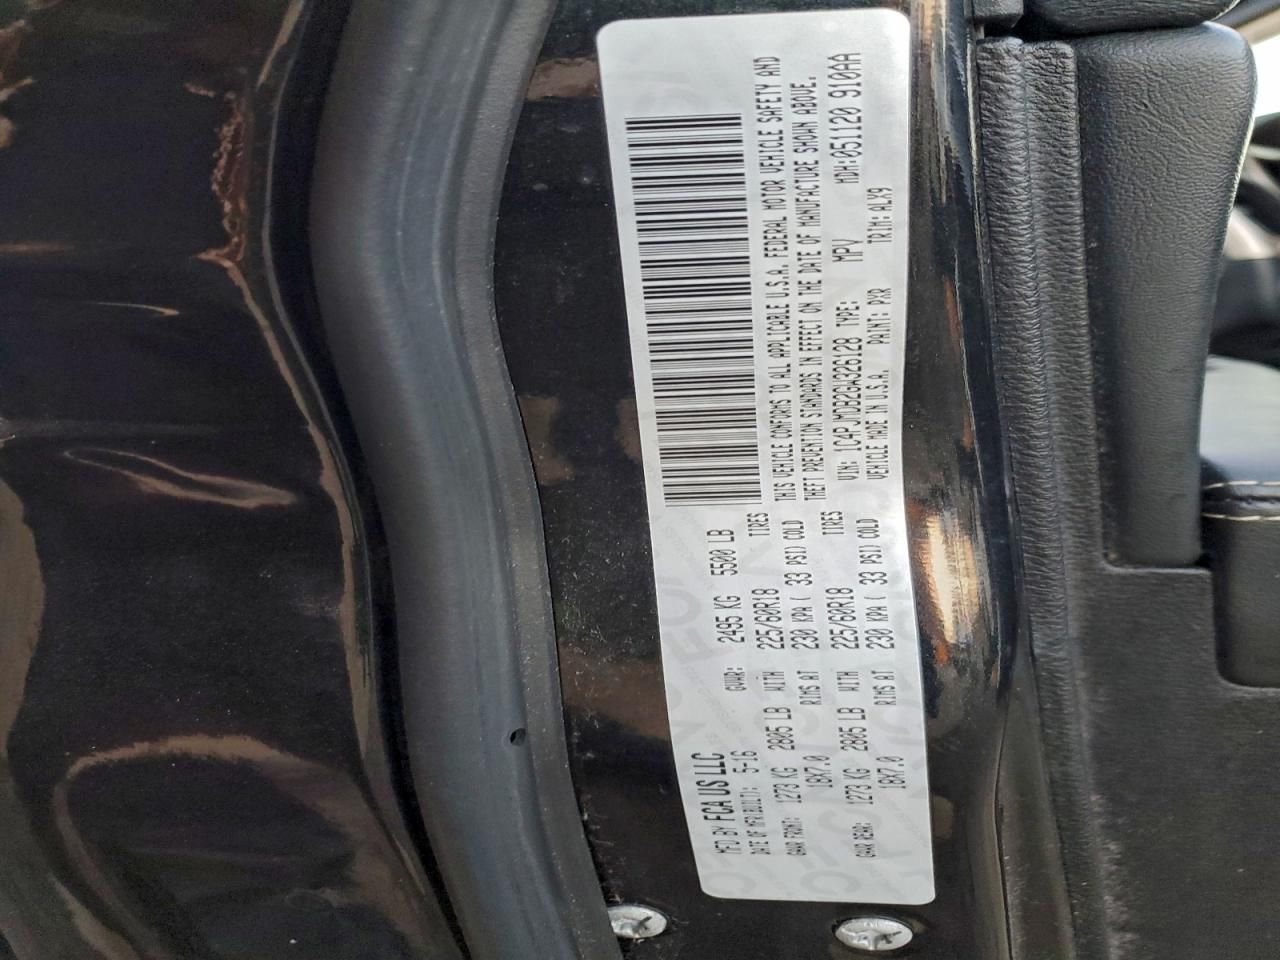 MFD BY FCA US LLC
DATE OF MFR(BUILT): 5-16 GVWR: 2495 KG 5500 LB
GAWR FRONT: 1273 KG 2805 LB WITH 225/60R18 TIRES
18X7.0 RIMS AT 230 KPA ( 33 PSI) COLD
GAWR REAR: 1273 KG 2805 LB WITH 225/60R18 TIRES
18X7.0 RIMS AT 230 KPA ( 33 PSI) COLD
THIS VEHICLE CONFORMS TO ALL APPLICABLE U.S.A. FEDERAL MOTOR VEHICLE SAFETY AND
THEFT PREVENTION STANDARDS IN EFFECT ON THE DATE OF MANUFACTURE SHOWN ABOVE.
VIN: 1C4PJMDB2GW326128 TYPE: MPV MDH:051120 910AA
VEHICLE MADE IN U.S.A. PAINT: PXR TRIM: ALX9